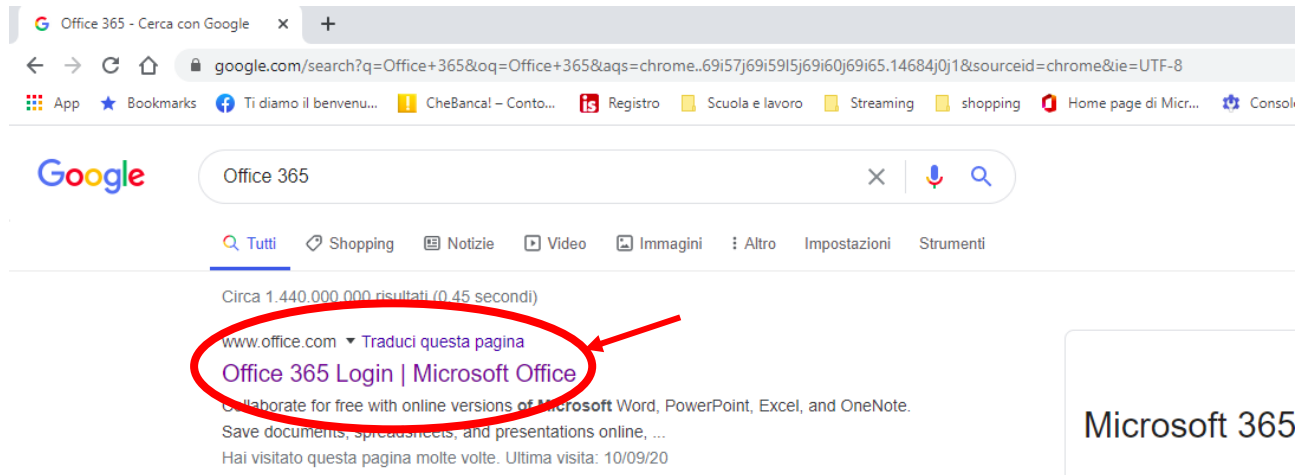 Office 365 - Cerca con Google
google.com/search?q=Office+365&oq=Office+365&aqs=chrome..69i57j69i59l5j69i60j69i65.14684j0j1&sourceid=chrome&ie=UTF-8
App Bookmarks Ti diamo il benvenu... CheBanca! – Conto... is Registro Scuola e lavoro Streaming shopping Home page di Micr... Console
Google Office 365
Tutti Shopping Notizie Video Immagini Altro Impostazioni Strumenti
Circa 1.440.000.000 risultati (0,45 secondi)
www.office.com Traduci questa pagina
Office 365 Login | Microsoft Office
Collaborate for free with online versions of Microsoft Word, PowerPoint, Excel, and OneNote.
Save documents, spreadsheets, and presentations online, ...
Hai visitato questa pagina molte volte. Ultima visita: 10/09/20
Microsoft 365